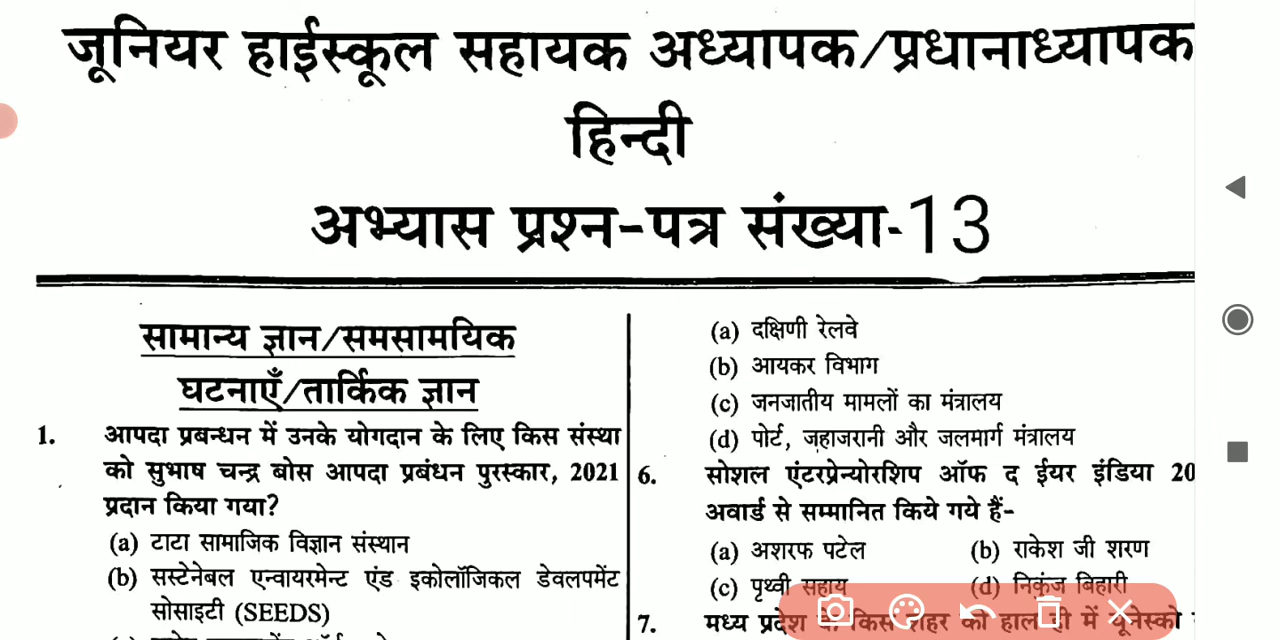 जूनियर हाईस्कूल सहायक अध्यापक/प्रधानाध्यापक
हिन्दी
अभ्यास प्रश्न-पत्र संख्या-13
सामान्य ज्ञान/समसामयिक
घटनाएँ/तार्किक ज्ञान
1. आपदा प्रबन्धन में उनके योगदान के लिए किस संस्था
को सुभाष चन्द्र बोस आपदा प्रबंधन पुरस्कार, 2021
प्रदान किया गया?
(a) टाटा सामाजिक विज्ञान संस्थान
(b) सस्टेनेबल एन्वायरमेन्ट एंड इकोलॉजिकल डेवलपमेंट
सोसाइटी (SEEDS)
(a) दक्षिणी रेलवे
(b) आयकर विभाग
(c) जनजातीय मामलों का मंत्रालय
(d) पोर्ट, जहाजरानी और जलमार्ग मंत्रालय
6. सोशल एंटरप्रेन्योरशिप ऑफ द ईयर इंडिया 20
अवार्ड से सम्मानित किये गये हैं-
(a) अशरफ पटेल (b) राकेश जी शरण
(c) पृथ्वी सहाय (d) निकुंज बिहारी
7. मध्य प्रदेश के किस शहर को हाल ही में यूनेस्को